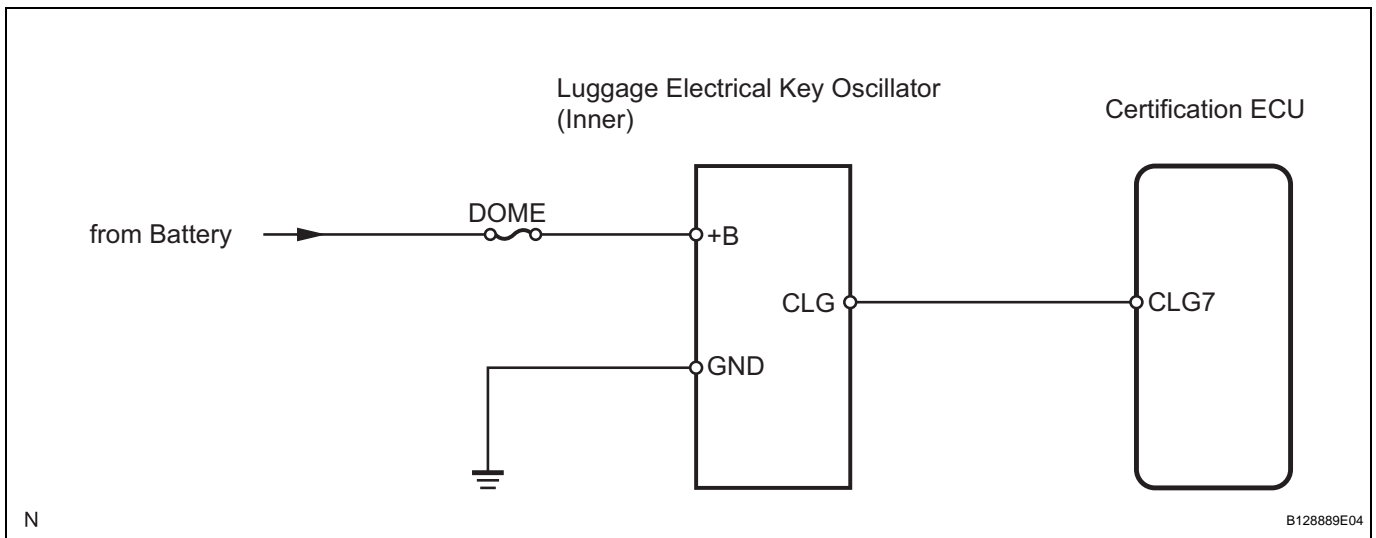 Luggage Electrical Key Oscillator
(Inner)
Certification ECU
DOME
from Battery
+B
CLG
CLG7
GND
N
B128889E04